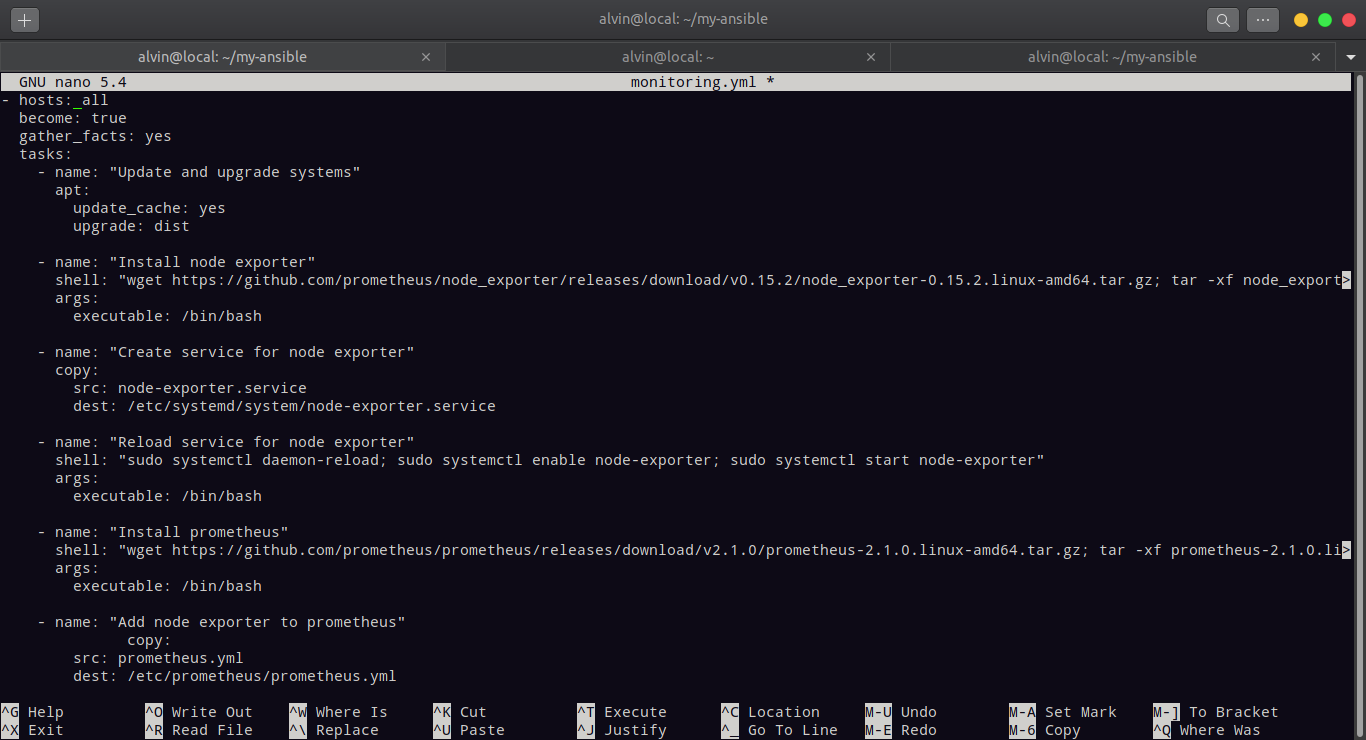 alvin@local: ~/my-ansible
alvin@local: ~/my-ansible × alvin@local: ~ × alvin@local: ~/my-ansible ×
GNU nano 5.4 monitoring.yml *
- hosts:_all
  become: true
  gather_facts: yes
  tasks:
    - name: "Update and upgrade systems"
      apt:
        update_cache: yes
        upgrade: dist
    - name: "Install node exporter"
      shell: "wget https://github.com/prometheus/node_exporter/releases/download/v0.15.2/node_exporter-0.15.2.linux-amd64.tar.gz; tar -xf node_export>
      args:
        executable: /bin/bash
    - name: "Create service for node exporter"
      copy:
        src: node-exporter.service
        dest: /etc/systemd/system/node-exporter.service
    - name: "Reload service for node exporter"
      shell: "sudo systemctl daemon-reload; sudo systemctl enable node-exporter; sudo systemctl start node-exporter"
      args:
        executable: /bin/bash
    - name: "Install prometheus"
      shell: "wget https://github.com/prometheus/prometheus/releases/download/v2.1.0/prometheus-2.1.0.linux-amd64.tar.gz; tar -xf prometheus-2.1.0.li>
      args:
        executable: /bin/bash
    - name: "Add node exporter to prometheus"
              copy:
        src: prometheus.yml
        dest: /etc/prometheus/prometheus.yml
^G Help ^O Write Out ^W Where Is ^K Cut ^T Execute ^C Location M-U Undo M-A Set Mark M-] To Bracket
^X Exit ^R Read File ^\ Replace ^U Paste ^J Justify ^_ Go To Line M-E Redo M-6 Copy ^Q Where Was